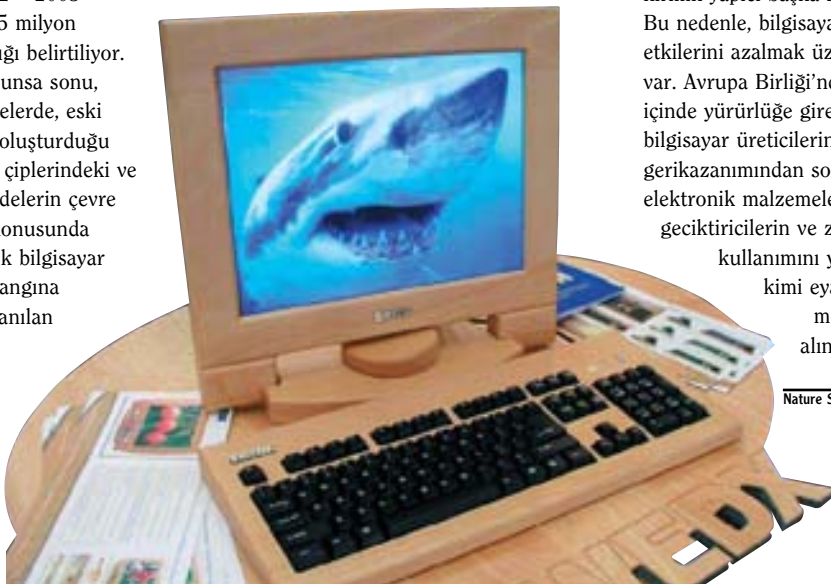 2003
5 milyon
ğı belirtiliyor.
unsa sonu,
elerde, eski
oluşturduğu
çiplerindeki ve
delerin çevre
onusunda
k bilgisayar
angına
anılan
Bu nedenle, bilgisaya
etkilerini azalmak üz
var. Avrupa Birliği'n
içinde yürürlüğe gire
bilgisayar üreticilerin
gerikazanımından so
elektronik malzemele
geciktiricilerin ve z
kullanımını y
kimi eya
m
alın
Nature S